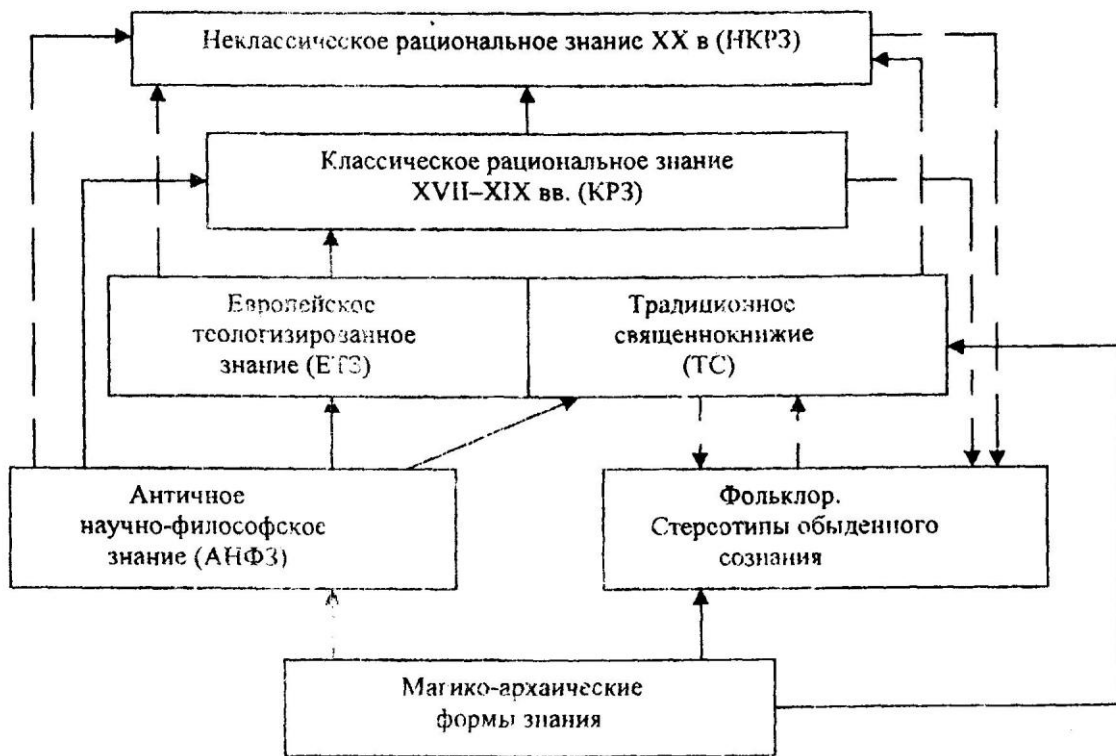 Неклассическое рациональное знание XX в (НКРЗ)
Классическое рациональное знание
XVII–XIX вв. (КРЗ)
Европейское
теологизированное
знание (ЕТЗ)
Традиционное
священнокнижие
(ТС)
Античное
научно-философское
знание (АНФЗ)
Фольклор.
Стереотипы обыденного
сознания
Магико-архаические
формы знания